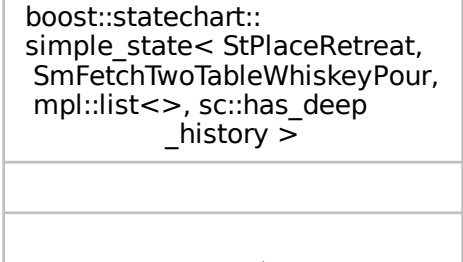 boost::statechart::
simple_state< StPlaceRetreat,
SmFetchTwoTableWhiskeyPour,
mpl::list<>, sc::has_deep
_history >